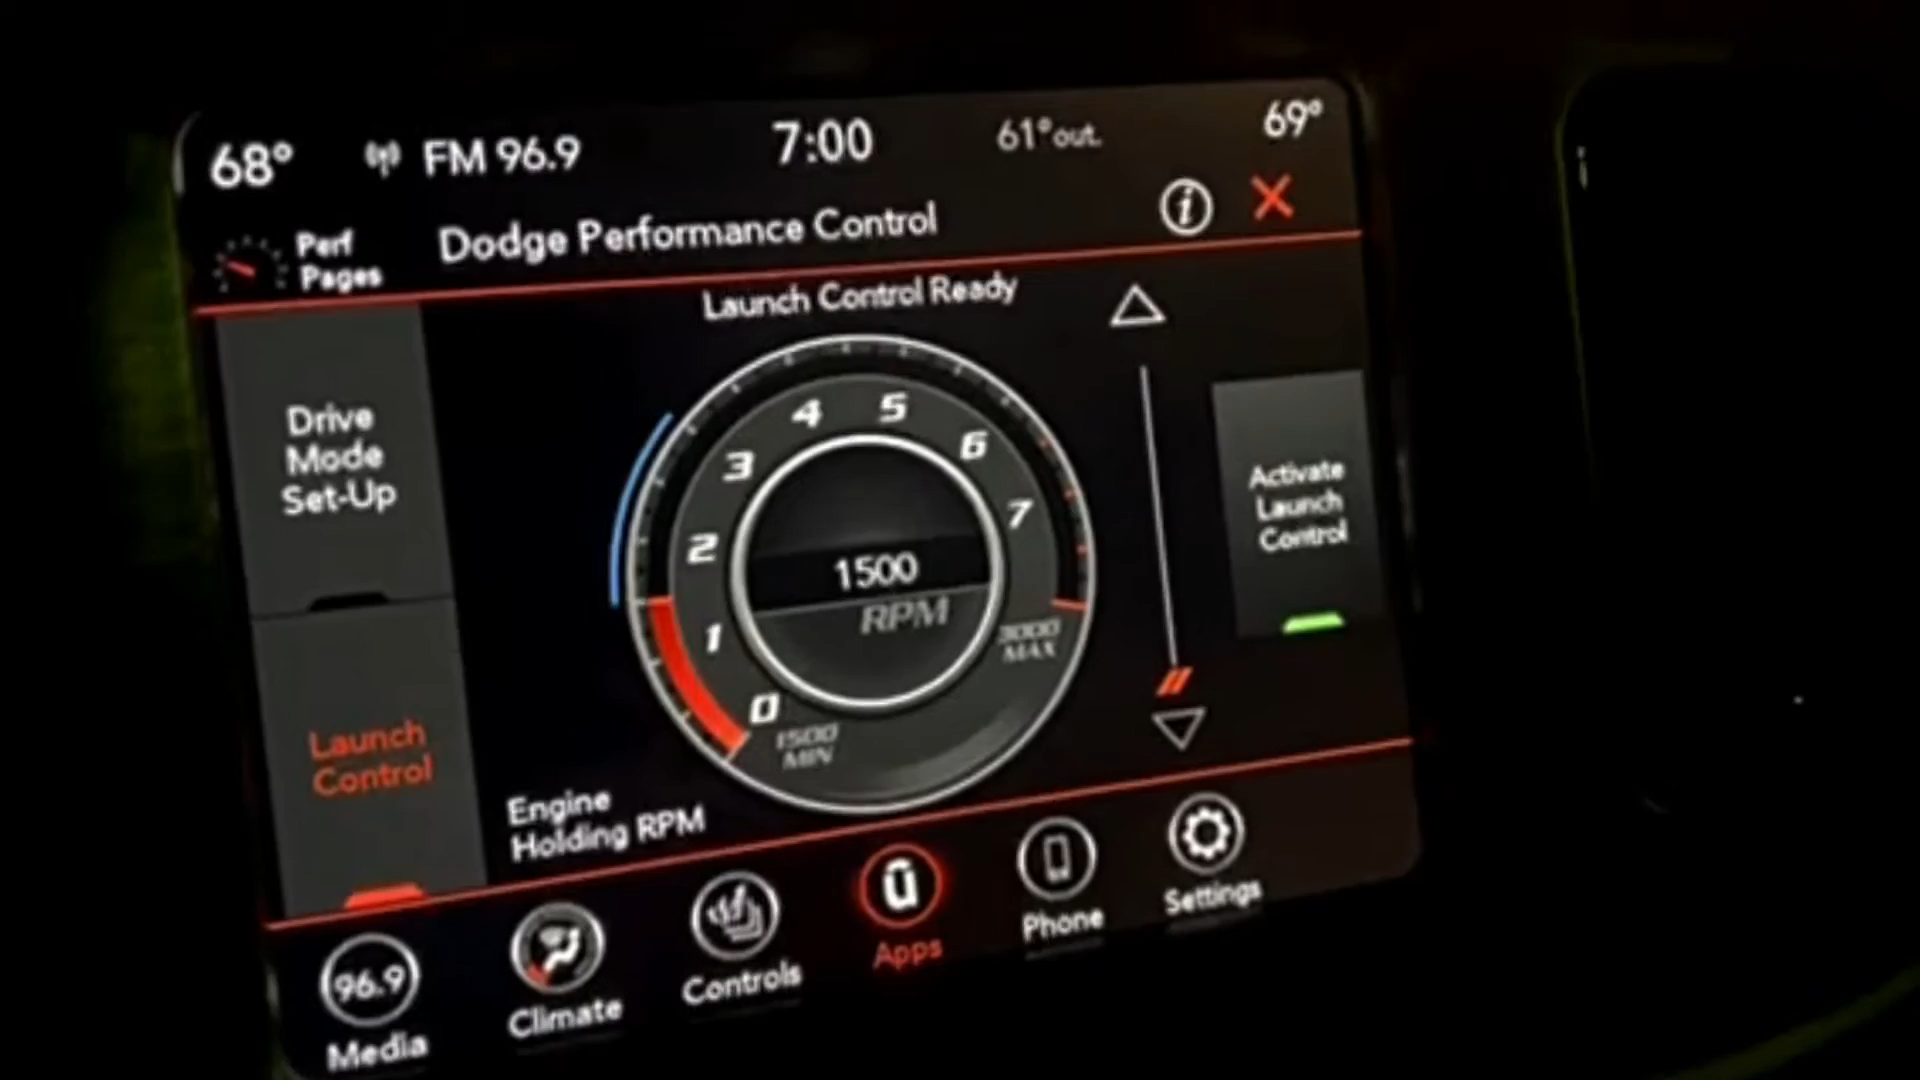 68° FM 96.9 7:00 61° out. 69°
Perf
Pages
Dodge Performance Control
i
Launch Control Ready
Drive
Mode
Set-Up
Launch
Control
0 1 2 3 4 5 6 7
1500
RPM
1500
MIN
3000
MAX
Activate
Launch
Control
Engine
Holding RPM
96.9
Media
Climate
Controls
Apps
Phone
Settings